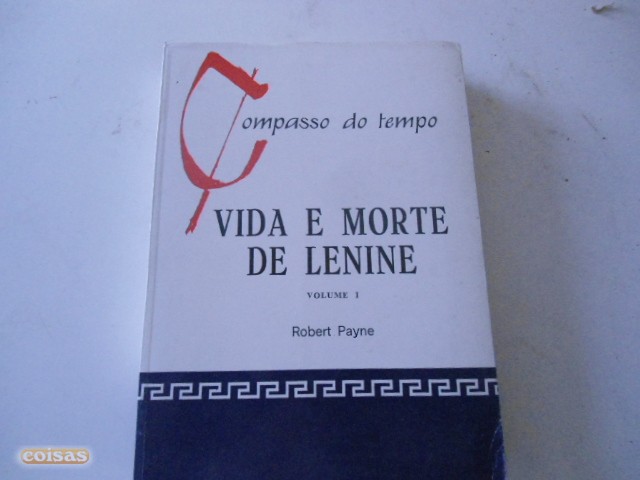 Compasso do tempo
VIDA E MORTE
DE LENINE
VOLUME I
Robert Payne
coisas